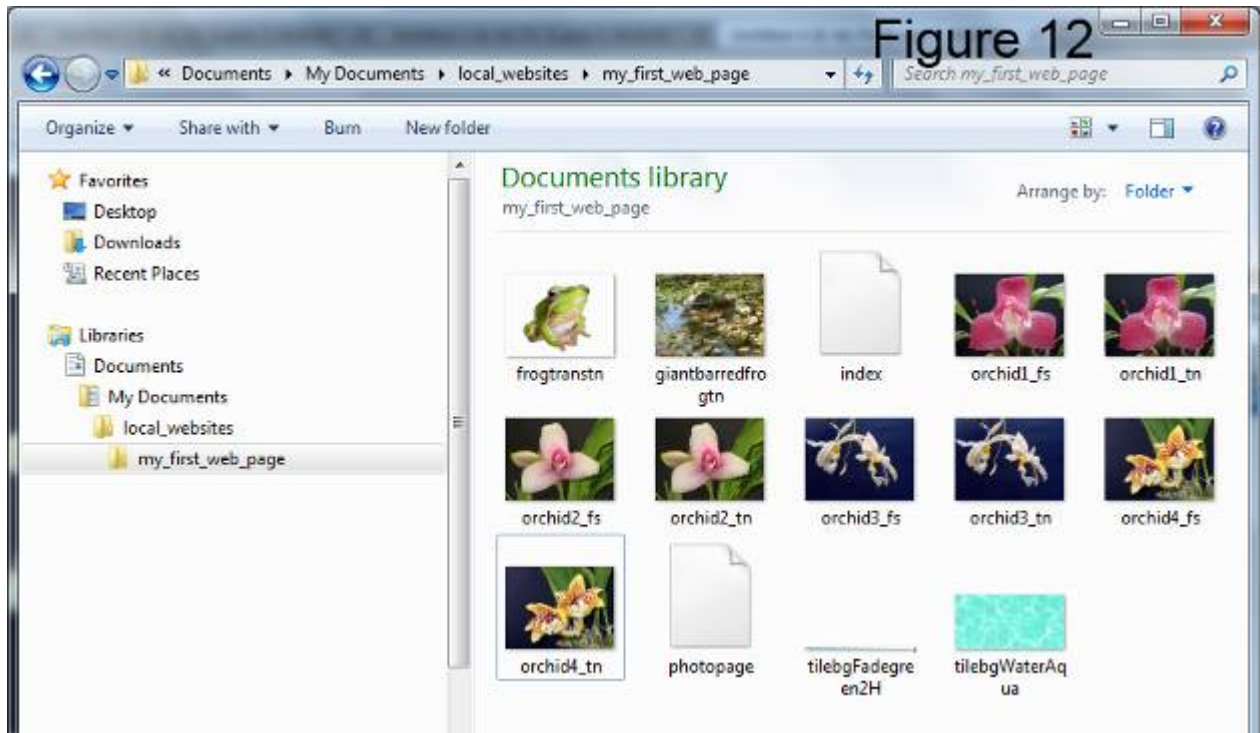 Figure 12
« Documents ▸ My Documents ▸ local_websites ▸ my_first_web_page
Search my_first_web_page
Organize ▾ Share with ▾ Burn New folder
Favorites
Desktop
Downloads
Recent Places
Libraries
Documents
My Documents
local_websites
my_first_web_page
Documents library
my_first_web_page
Arrange by: Folder ▾
frogtranstn
giantbarredfro
gtn
index
orchid1_fs
orchid1_tn
orchid2_fs
orchid2_tn
orchid3_fs
orchid3_tn
orchid4_fs
orchid4_tn
photopage
tilebgFadegre
en2H
tilebgWaterAq
ua